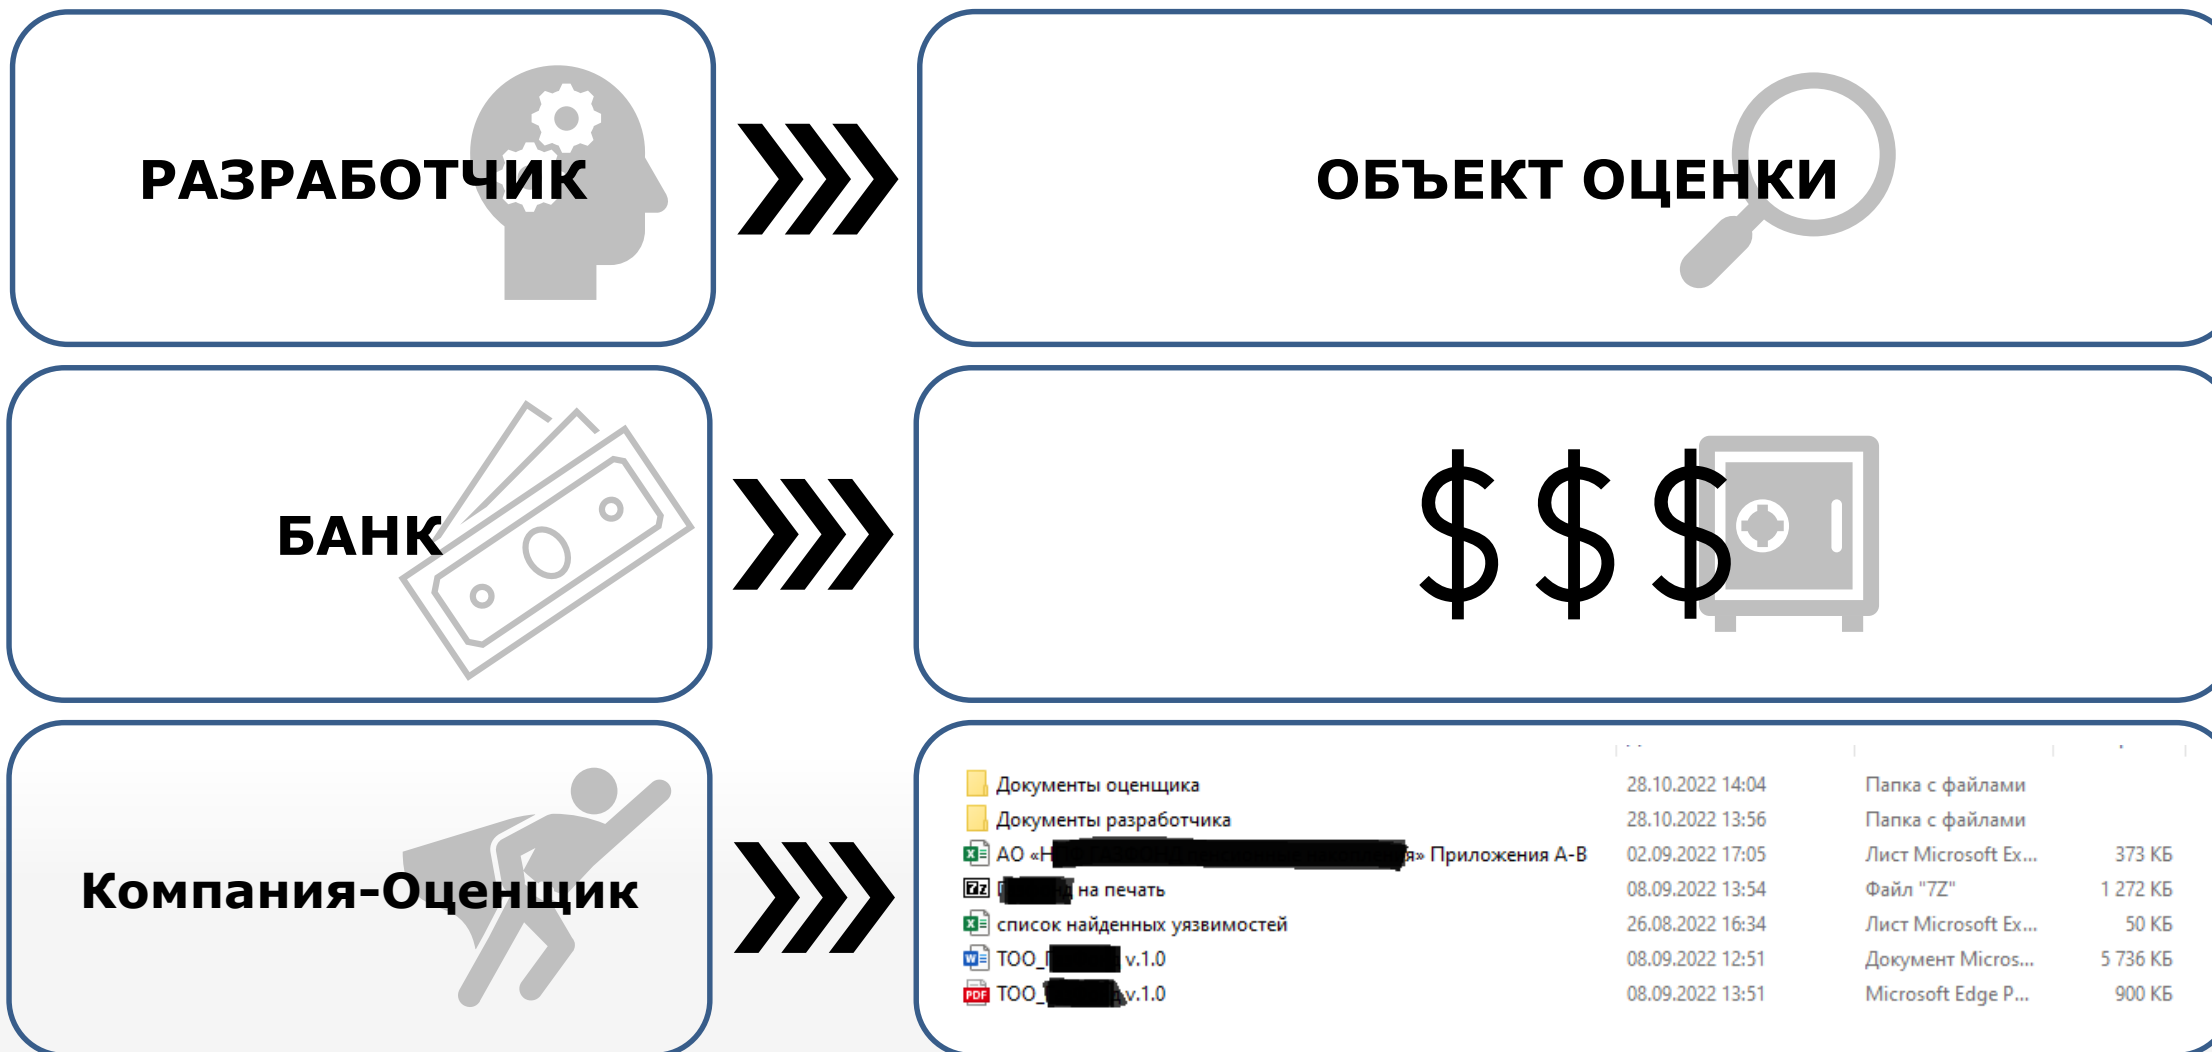 РАЗРАБОТЧИК
ОБЪЕКТ ОЦЕНКИ
БАНК
$ $ $
Компания-Оценщик
Документы оценщика 28.10.2022 14:04 Папка с файлами
Документы разработчика 28.10.2022 13:56 Папка с файлами
АО «Н я» Приложения А-В 02.09.2022 17:05 Лист Microsoft Ex... 373 КБ
на печать 08.09.2022 13:54 Файл "7Z" 1 272 КБ
список найденных уязвимостей 26.08.2022 16:34 Лист Microsoft Ex... 50 КБ
ТОО_ v.1.0 08.09.2022 12:51 Документ Micros... 5 736 КБ
PDF ТОО_ v.1.0 08.09.2022 13:51 Microsoft Edge P... 900 КБ